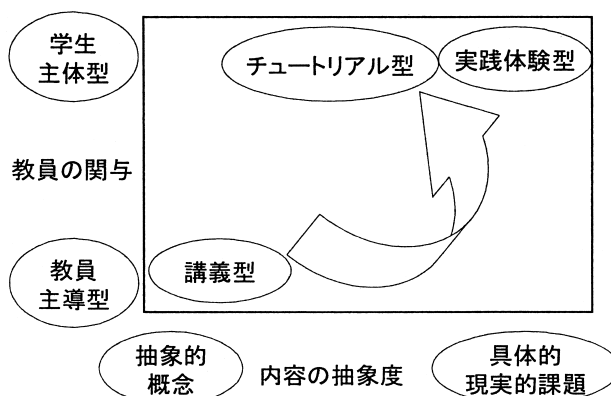 学生
主体型
チュートリアル型
実践体験型
教員の関与
教員
主導型
講義型
抽象的
概念
内容の抽象度
具体的
現実的課題